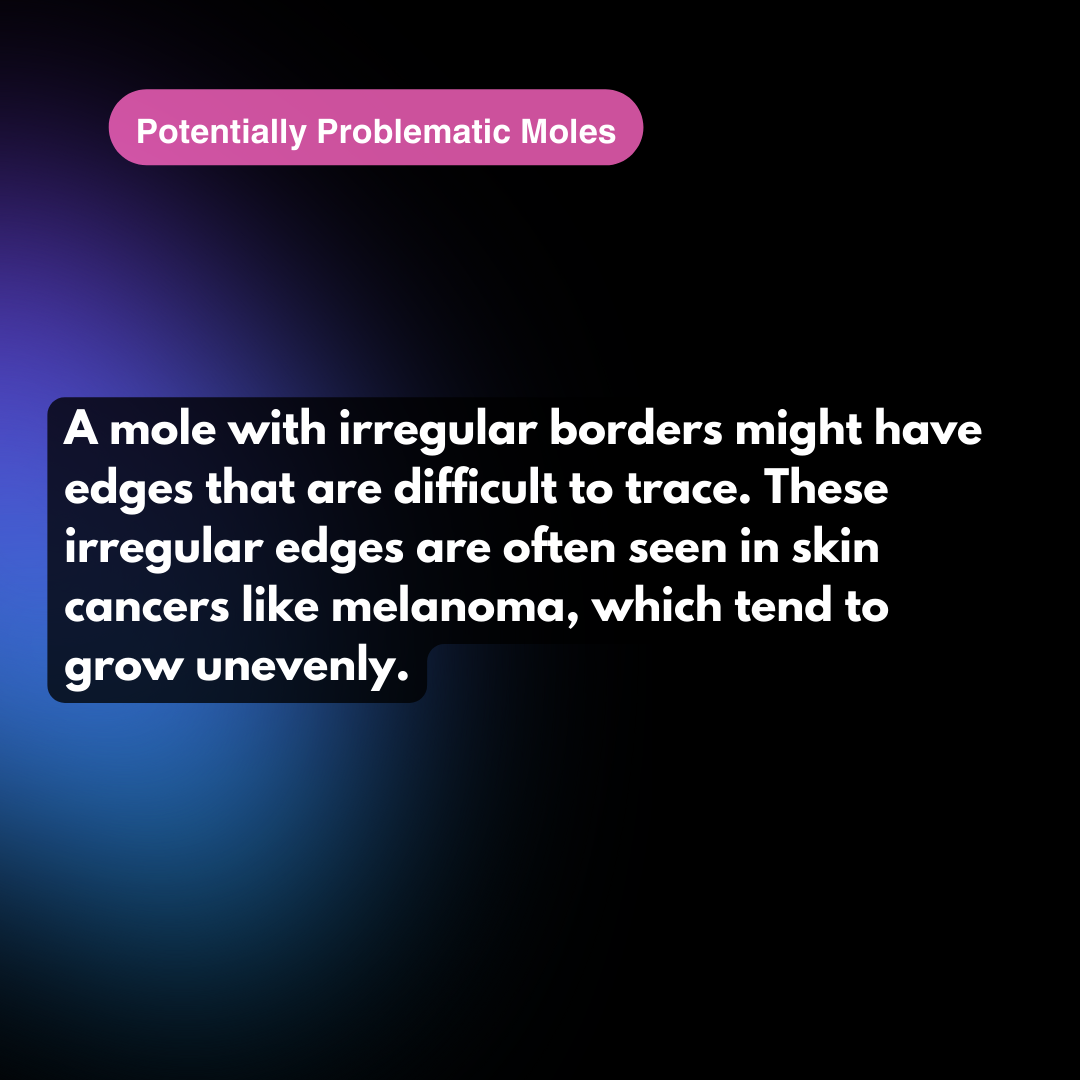 Potentially Problematic Moles
A mole with irregular borders might have
edges that are difficult to trace. These
irregular edges are often seen in skin
cancers like melanoma, which tend to
grow unevenly.